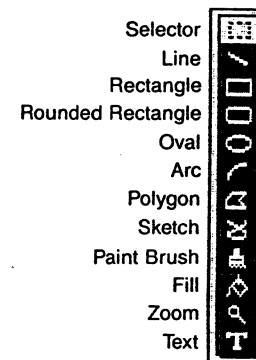 Selector
Line
Rectangle
Rounded Rectangle
Oval
Arc
Polygon
Sketch
Paint Brush
Fill
Zoom
Text
T